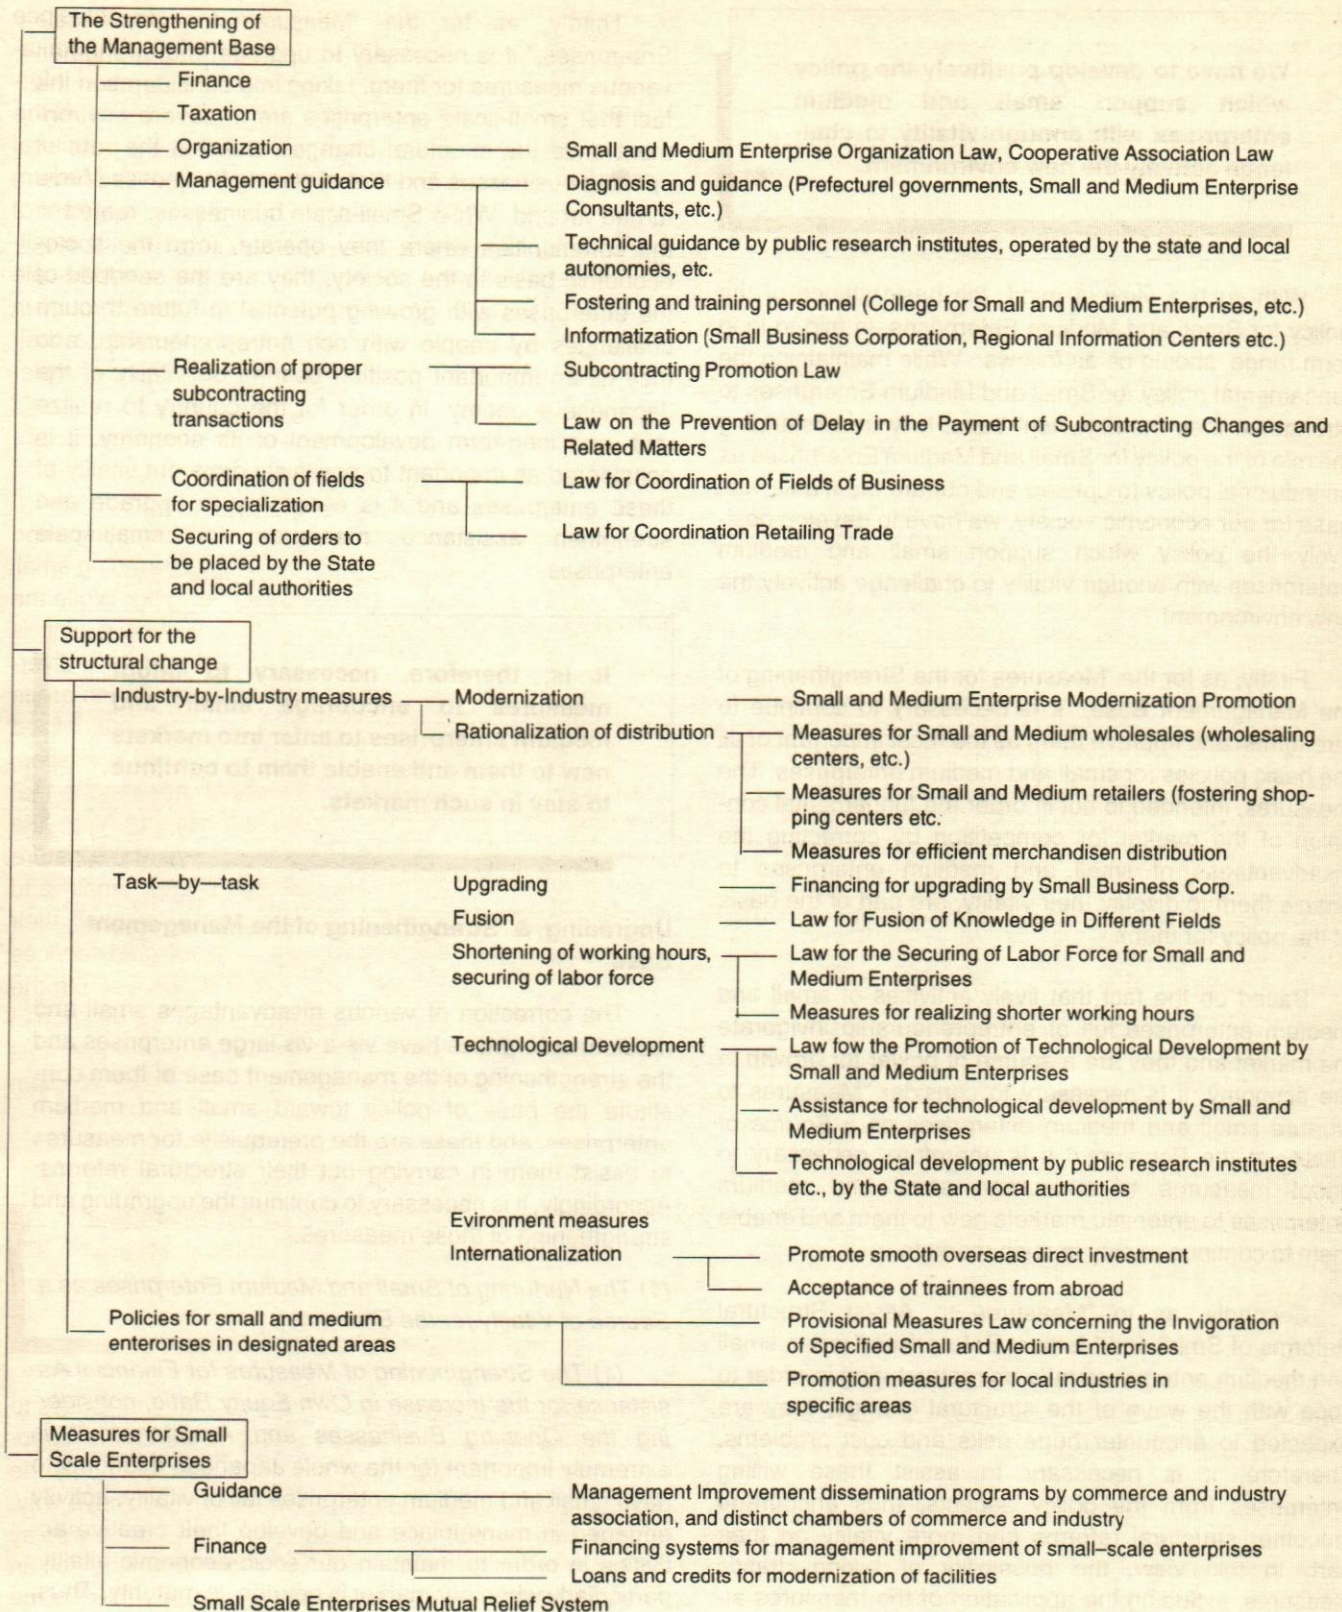 The Strengthening of
the Management Base
Finance
Taxation
Organization
Small and Medium Enterprise Organization Law, Cooperative Association Law
Management guidance
Diagnosis and guidance (Prefecturel governments, Small and Medium Enterprise
Consultants, etc.)
Technical guidance by public research institutes, operated by the state and local
autonomies, etc.
Fostering and training personnel (College for Small and Medium Enterprises, etc.)
Informatization (Small Business Corporation, Regional Information Centers etc.)
Realization of proper
subcontracting
transactions
Subcontracting Promotion Law
Law on the Prevention of Delay in the Payment of Subcontracting Changes and
Related Matters
Coordination of fields
for specialization
Law for Coordination of Fields of Business
Law for Coordination Retailing Trade
Securing of orders to
be placed by the State
and local authorities
Support for the
structural change
Industry-by-Industry measures
Modernization
Small and Medium Enterprise Modernization Promotion
Rationalization of distribution
Measures for Small and Medium wholesales (wholesaling
centers, etc.)
Measures for Small and Medium retailers (fostering shop-
ping centers etc.
Measures for efficient merchandisen distribution
Task—by—task
Upgrading
Financing for upgrading by Small Business Corp.
Fusion
Law for Fusion of Knowledge in Different Fields
Shortening of working hours,
securing of labor force
Law for the Securing of Labor Force for Small and
Medium Enterprises
Measures for realizing shorter working hours
Technological Development
Law fow the Promotion of Technological Development by
Small and Medium Enterprises
Assistance for technological development by Small and
Medium Enterprises
Technological development by public research institutes
etc., by the State and local authorities
Evironment measures
Internationalization
Promote smooth overseas direct investment
Acceptance of trainnees from abroad
Policies for small and medium
enterorises in designated areas
Provisional Measures Law concerning the Invigoration
of Specified Small and Medium Enterprises
Promotion measures for local industries in
specific areas
Measures for Small
Scale Enterprises
Guidance
Management Improvement dissemination programs by commerce and industry
association, and distinct chambers of commerce and industry
Finance
Financing systems for management improvement of small–scale enterprises
Loans and credits for modernization of facilities
Small Scale Enterprises Mutual Relief System